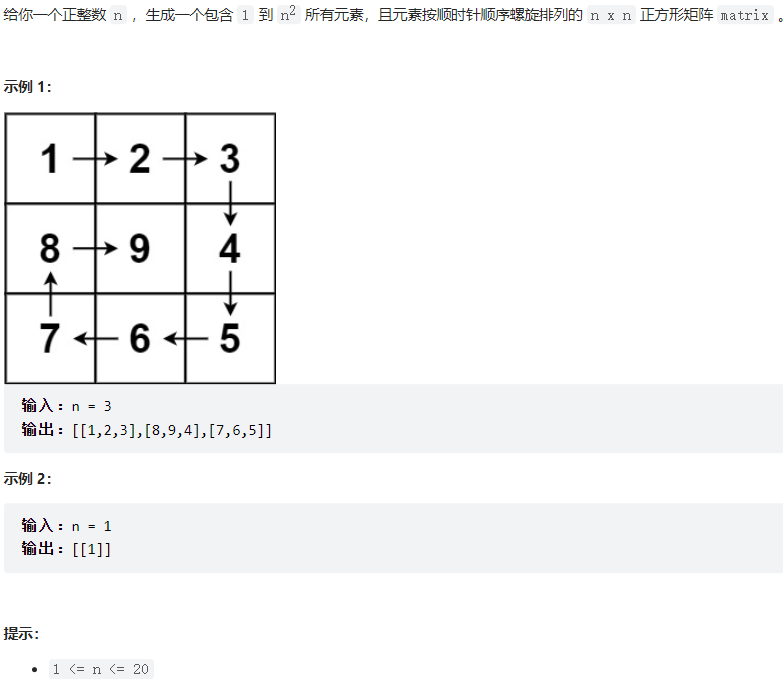 给你一个正整数 n ，生成一个包含 1 到 n² 所有元素，且元素按顺时针顺序螺旋排列的 n x n 正方形矩阵 matrix 。
示例 1：
1 2 3
8 9 4
7 6 5
输入：n = 3
输出：[[1,2,3],[8,9,4],[7,6,5]]
示例 2：
输入：n = 1
输出：[[1]]
提示：
1 <= n <= 20